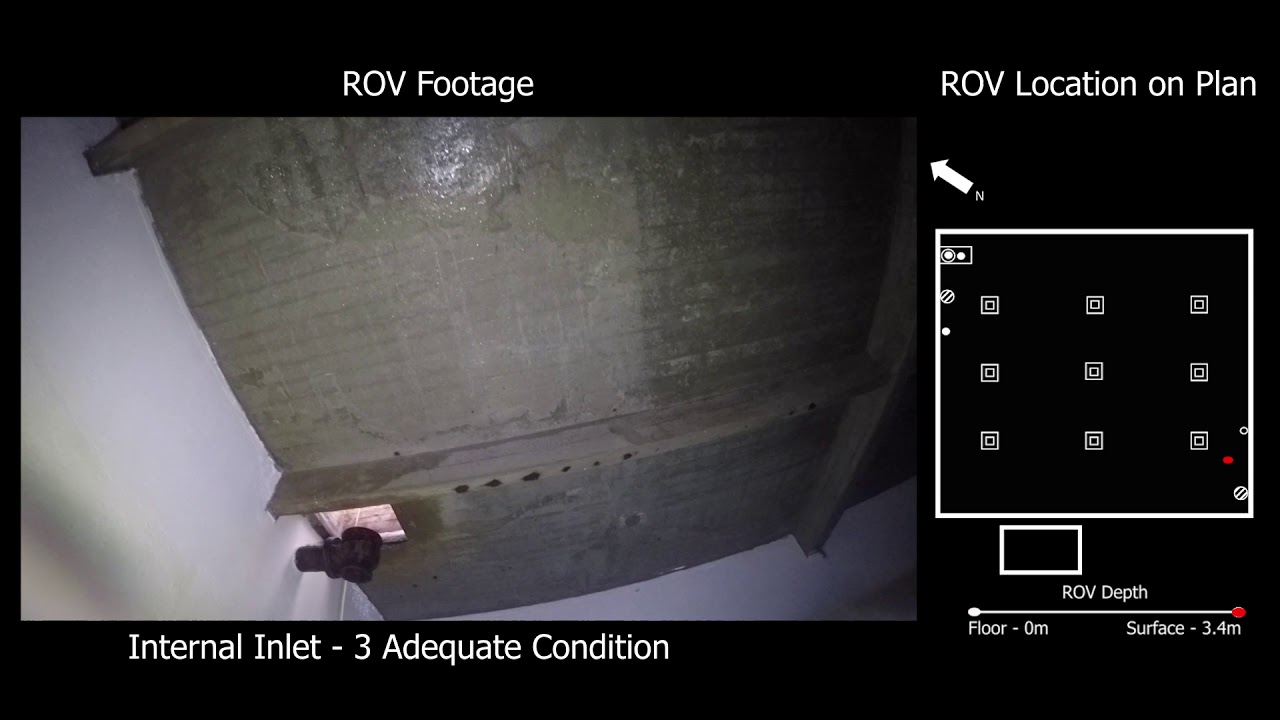 ROV Footage
ROV Location on Plan
N
ROV Depth
Floor - 0m
Surface - 3.4m
Internal Inlet - 3 Adequate Condition